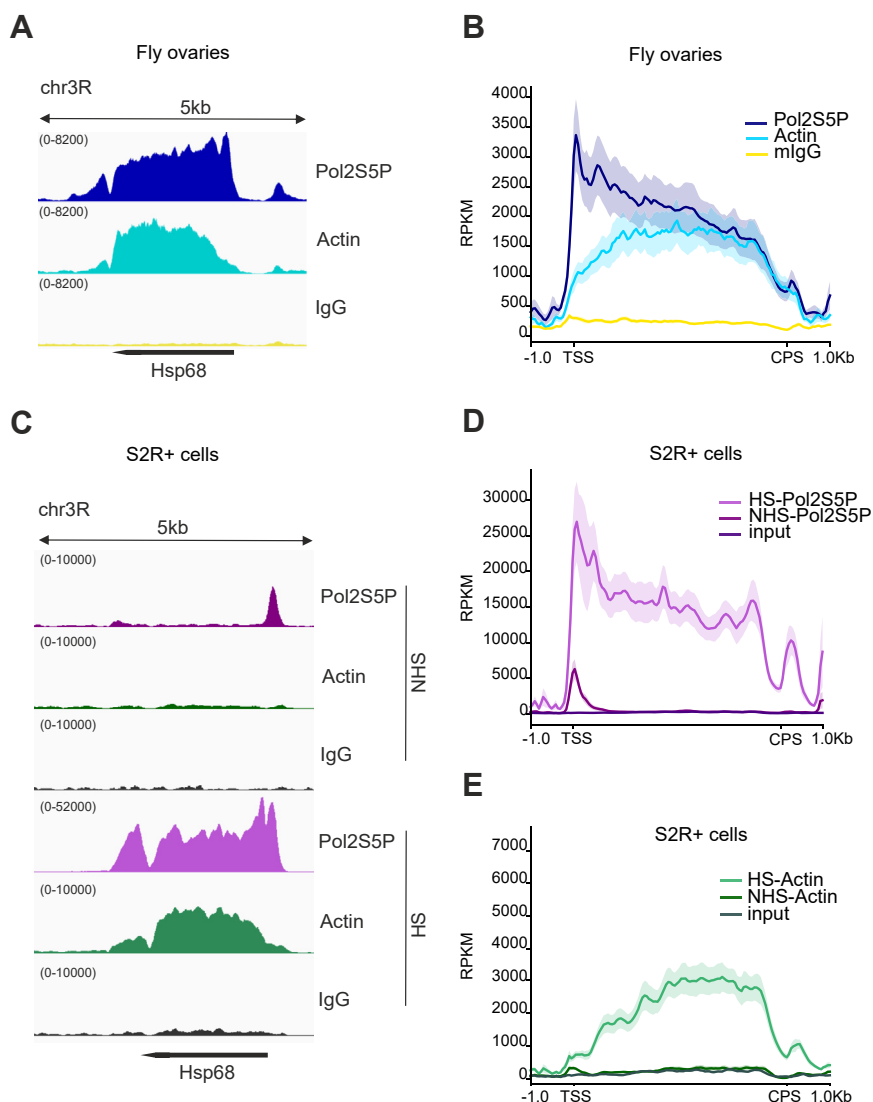 A
Fly ovaries
chr3R
5kb
(0-8200)
Pol2S5P
(0-8200)
Actin
(0-8200)
IgG
Hsp68
B
Fly ovaries
4000
3500
3000
2500
2000
1500
1000
500
0
RPKM
Pol2S5P
Actin
mIgG
-1.0 TSS CPS 1.0Kb
C
S2R+ cells
chr3R
5kb
(0-10000)
Pol2S5P
(0-10000)
Actin
NHS
(0-10000)
IgG
(0-52000)
Pol2S5P
(0-10000)
Actin
HS
(0-10000)
IgG
Hsp68
D
S2R+ cells
30000
25000
20000
15000
10000
5000
0
RPKM
HS-Pol2S5P
NHS-Pol2S5P
input
-1.0 TSS CPS 1.0Kb
E
S2R+ cells
7000
6000
5000
4000
3000
2000
1000
0
RPKM
HS-Actin
NHS-Actin
input
-1.0 TSS CPS 1.0Kb